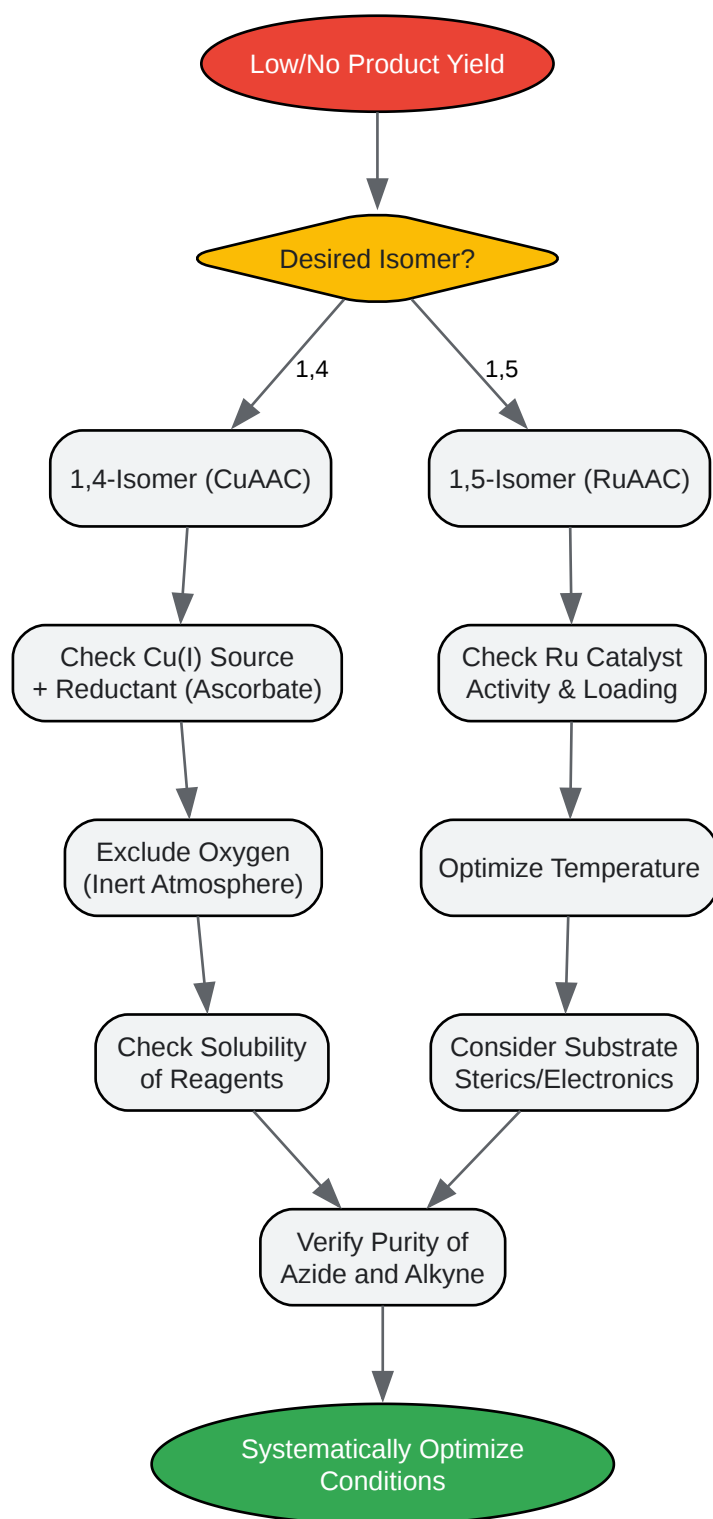 Low/No Product Yield
Desired Isomer?
1,4
1,5
1,4-Isomer (CuAAC)
1,5-Isomer (RuAAC)
Check Cu(I) Source
+ Reductant (Ascorbate)
Check Ru Catalyst
Activity & Loading
Exclude Oxygen
(Inert Atmosphere)
Optimize Temperature
Check Solubility
of Reagents
Consider Substrate
Sterics/Electronics
Verify Purity of
Azide and Alkyne
Systematically Optimize
Conditions